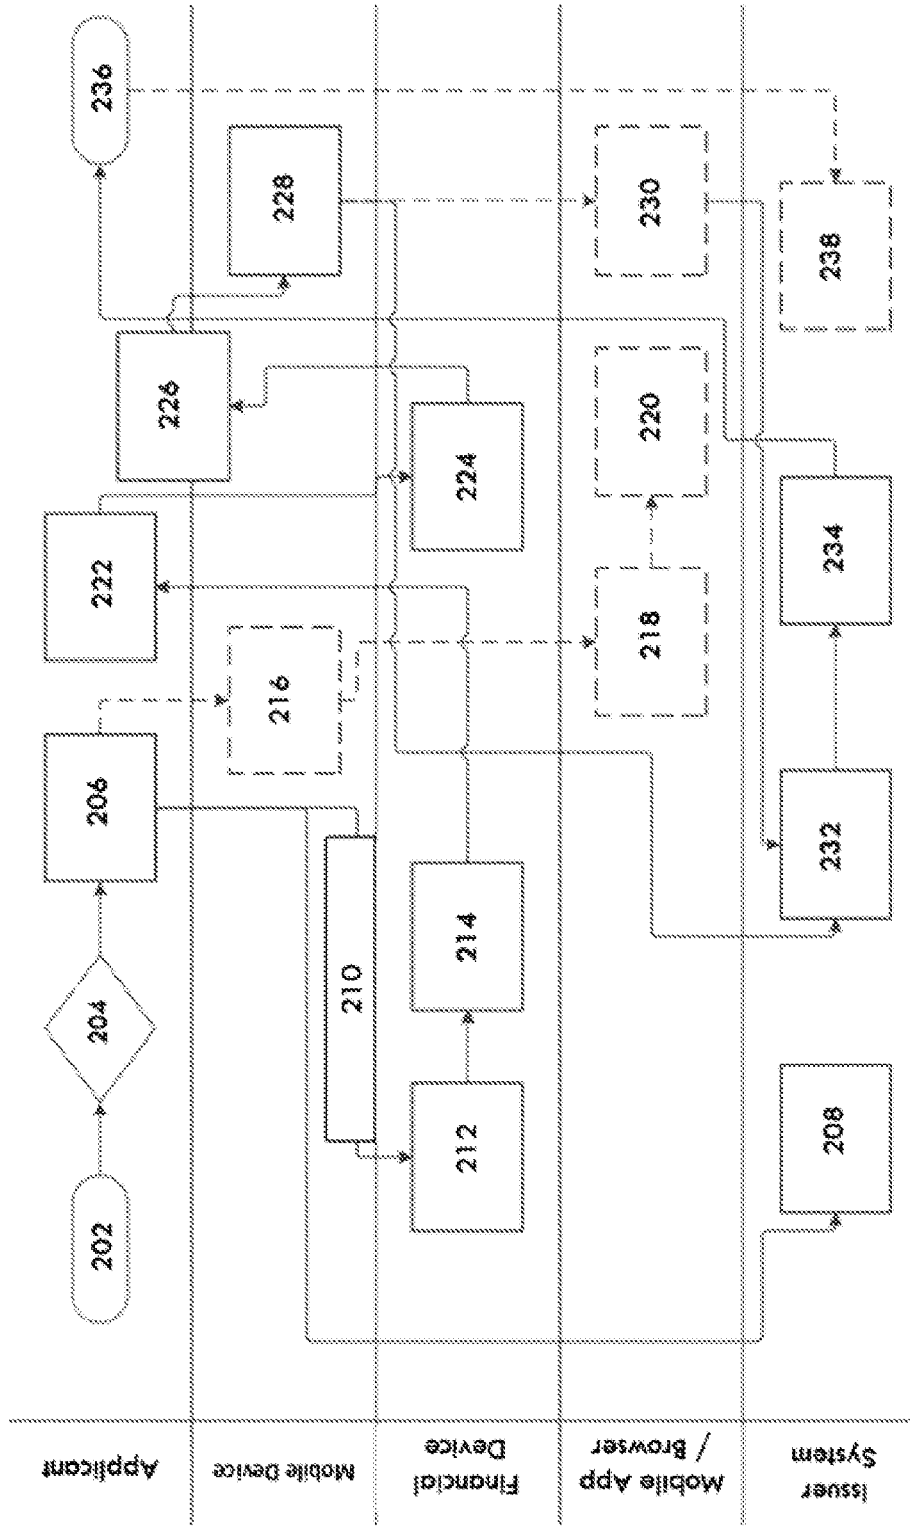 Applicant
202
204
206
222
226
236
Mobile Device
210
216
228
Financial
Device
212
214
224
Mobile App
/ Browser
218
220
230
Issuer
System
208
232
234
238